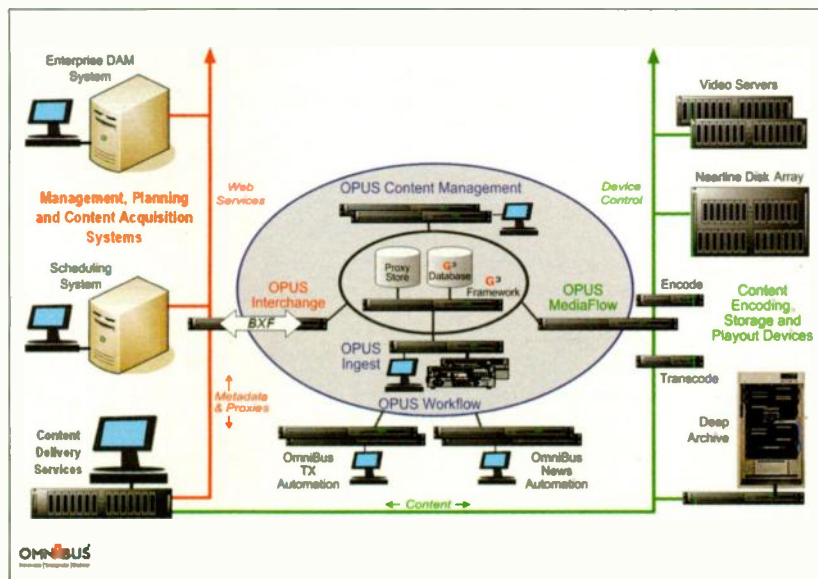 Enterprise DAM
System
Video Servers
Web
Services
OPUS Content Management
Device
Control
Nearline Disk Array
Management, Planning
and Content Acquisition
Systems
Proxy
Store
G³
Database
G³
Framework
Scheduling
System
OPUS
Interchange
BXF
OPUS
MediaFlow
Encode
Content
Encoding,
Storage and
Playout Devices
OPUS
Ingest
Transcode
Metadata
& Proxies
OPUS Workflow
Content
Delivery
Services
OmniBus
TX
Automation
OmniBus
News
Automation
Deep
Archive
Content
OMNIBUS